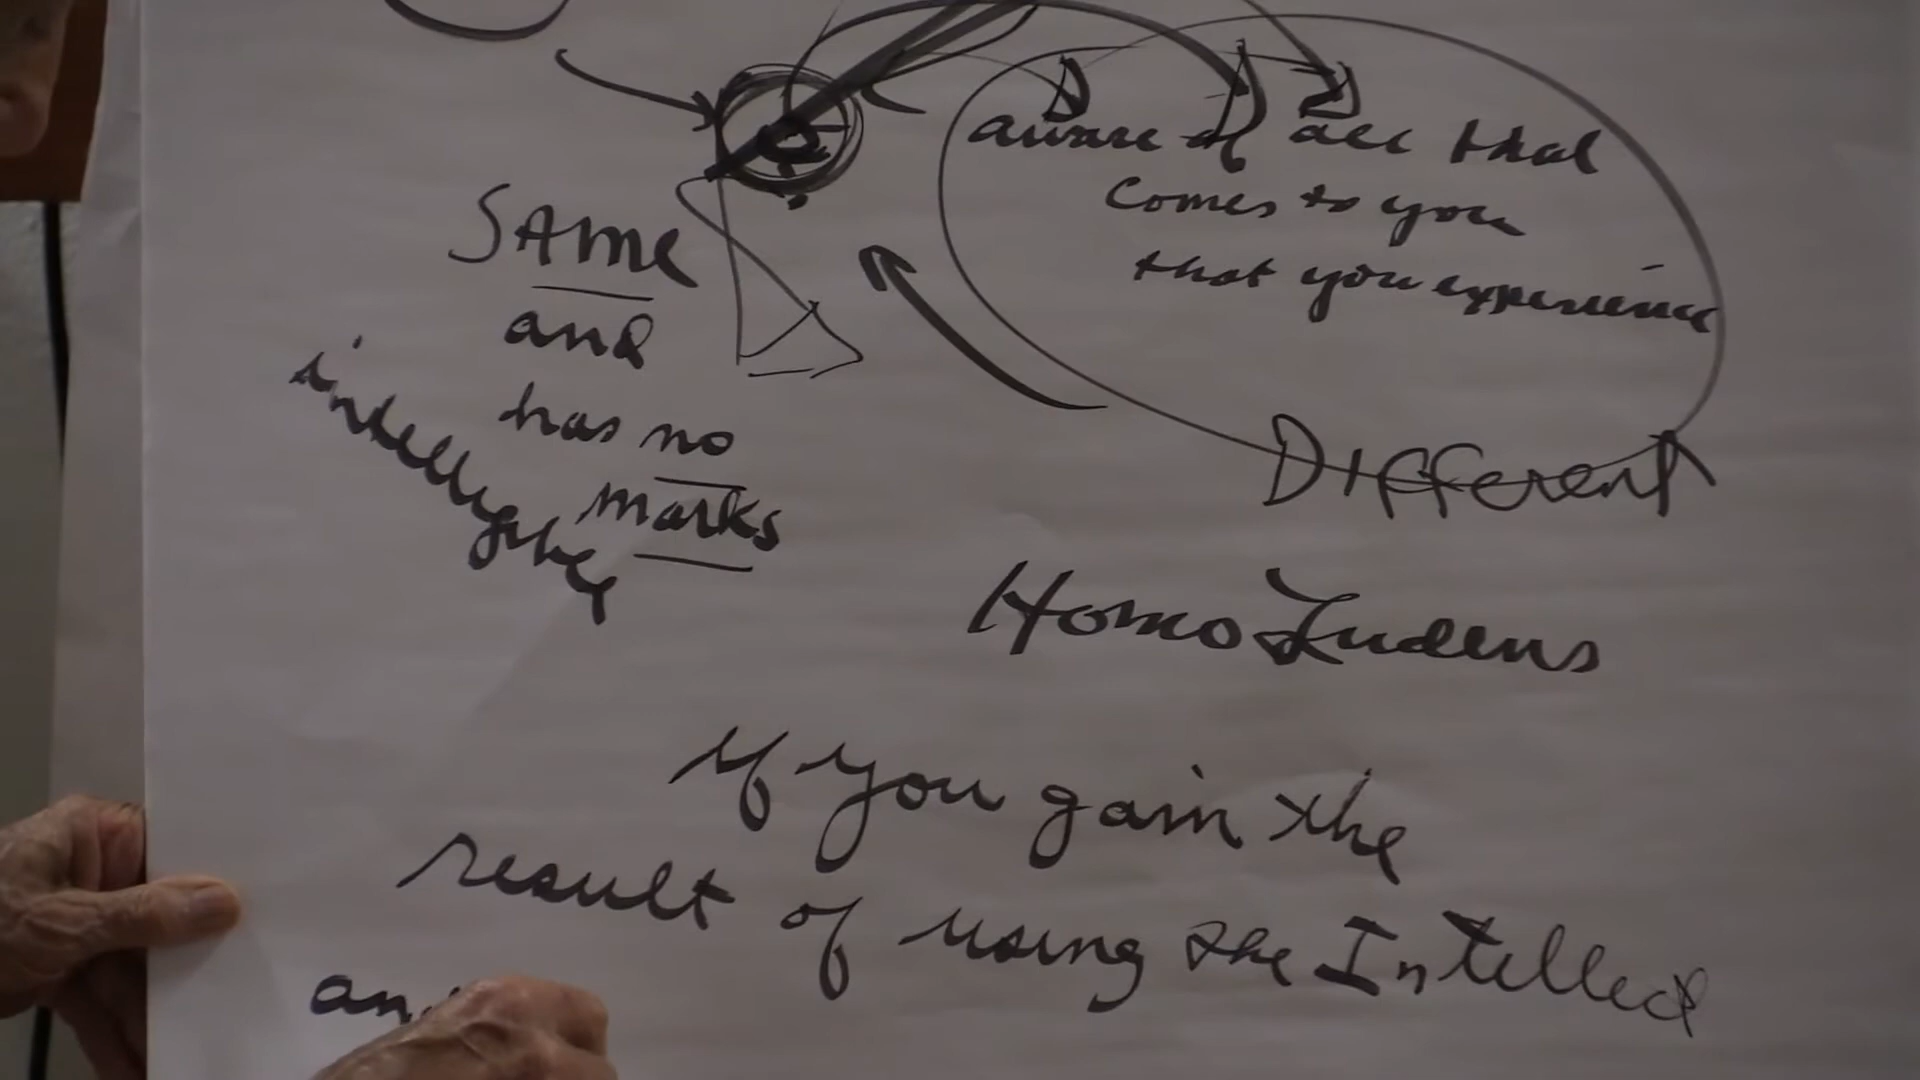 aware of all that
comes to you
that you experience
SAME
and
has no
marks
Different
Homo Ludens
if you gain the
result of using the Intellect
an